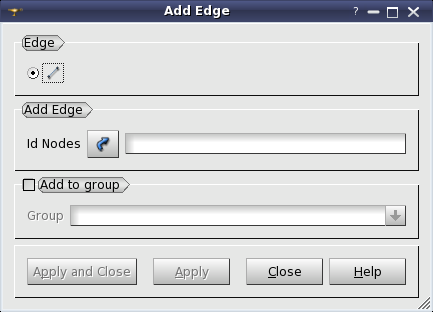 Add Edge
?
Edge
Add Edge
Id Nodes
Add to group
Group
Apply and Close Apply Close Help